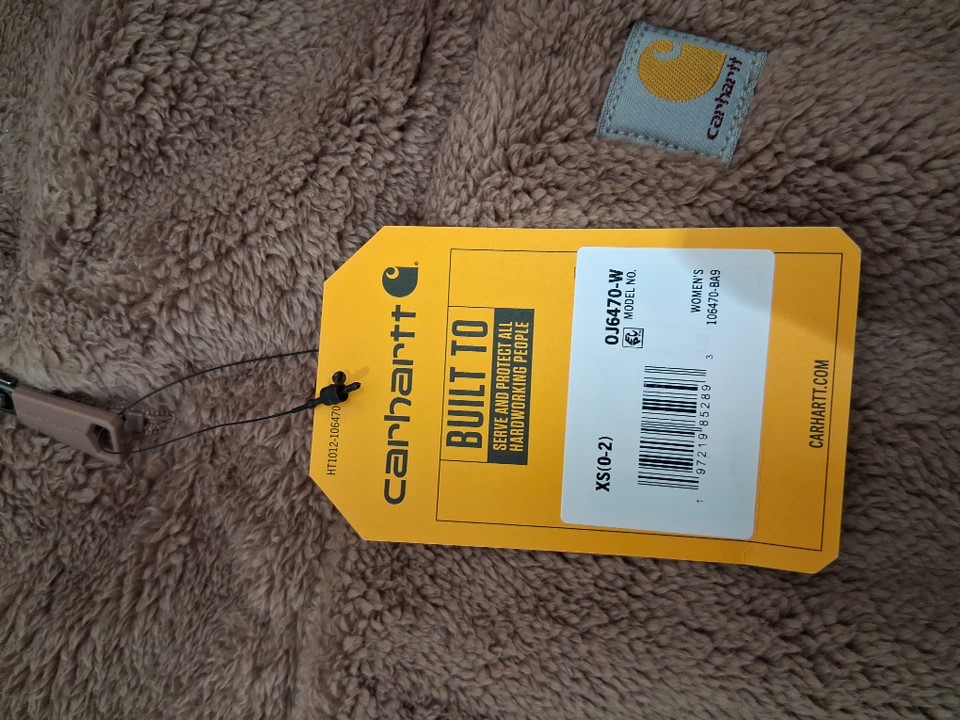 carhartt
HT1012-106470
carhartt
BUILT TO
SERVE AND PROTECT ALL
HARDWORKING PEOPLE
OJ6470-W
MODEL NO.
XS(0-2)
1 97219 85289 3
WOMEN'S
106470-BA9
CARHARTT.COM